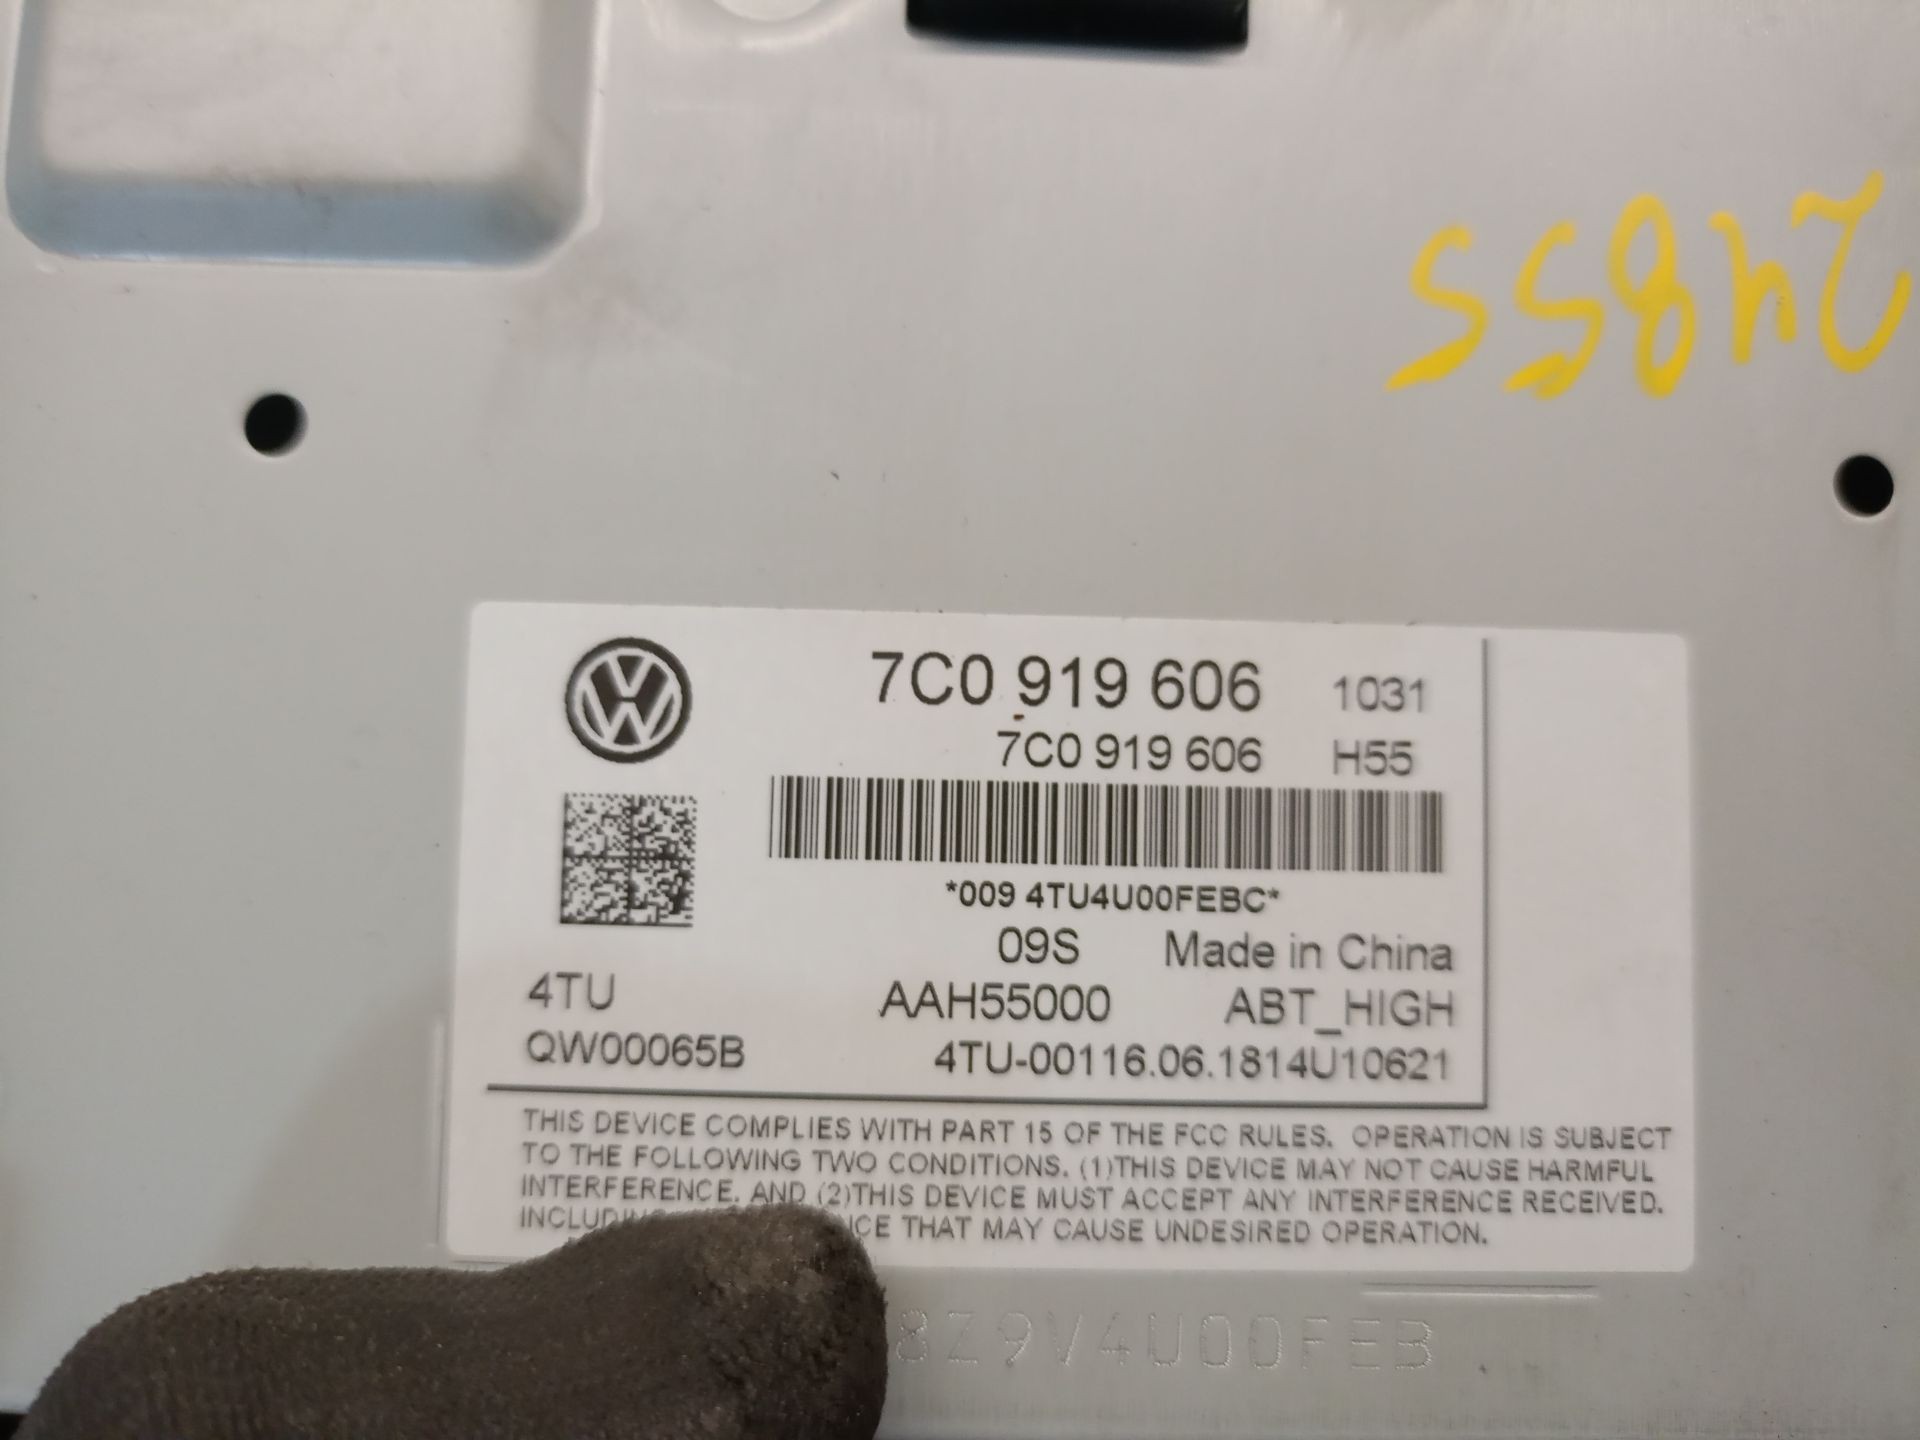 24855
7C0 919 606 1031
7C0 919 606 H55
*009 4TU4U00FEBC*
09S Made in China
4TU AAH55000 ABT_HIGH
QW00065B 4TU-00116.06.1814U10621
THIS DEVICE COMPLIES WITH PART 15 OF THE FCC RULES. OPERATION IS SUBJECT
TO THE FOLLOWING TWO CONDITIONS. (1)THIS DEVICE MAY NOT CAUSE HARMFUL
INTERFERENCE. AND (2)THIS DEVICE MUST ACCEPT ANY INTERFERENCE RECEIVED.
INCLUDING THAT MAY CAUSE UNDESIRED OPERATION.
8Z9V4U00FEB